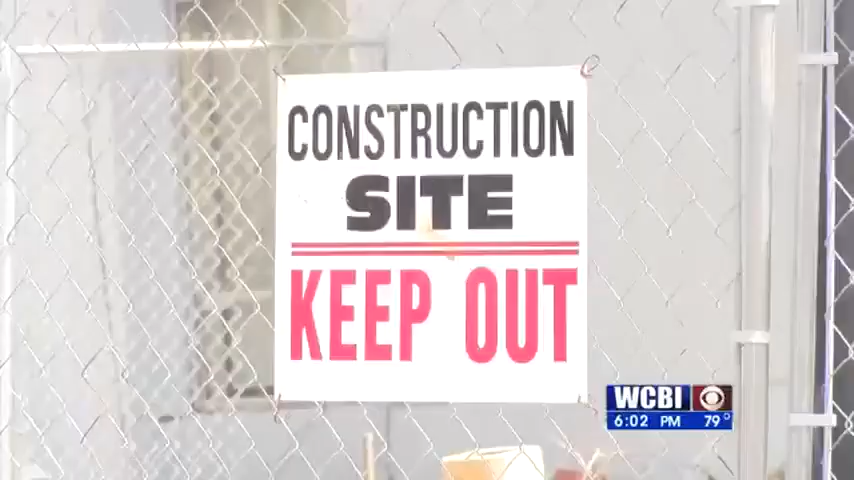 CONSTRUCTION
SITE
KEEP OUT
WCBI
6:02 PM 79°